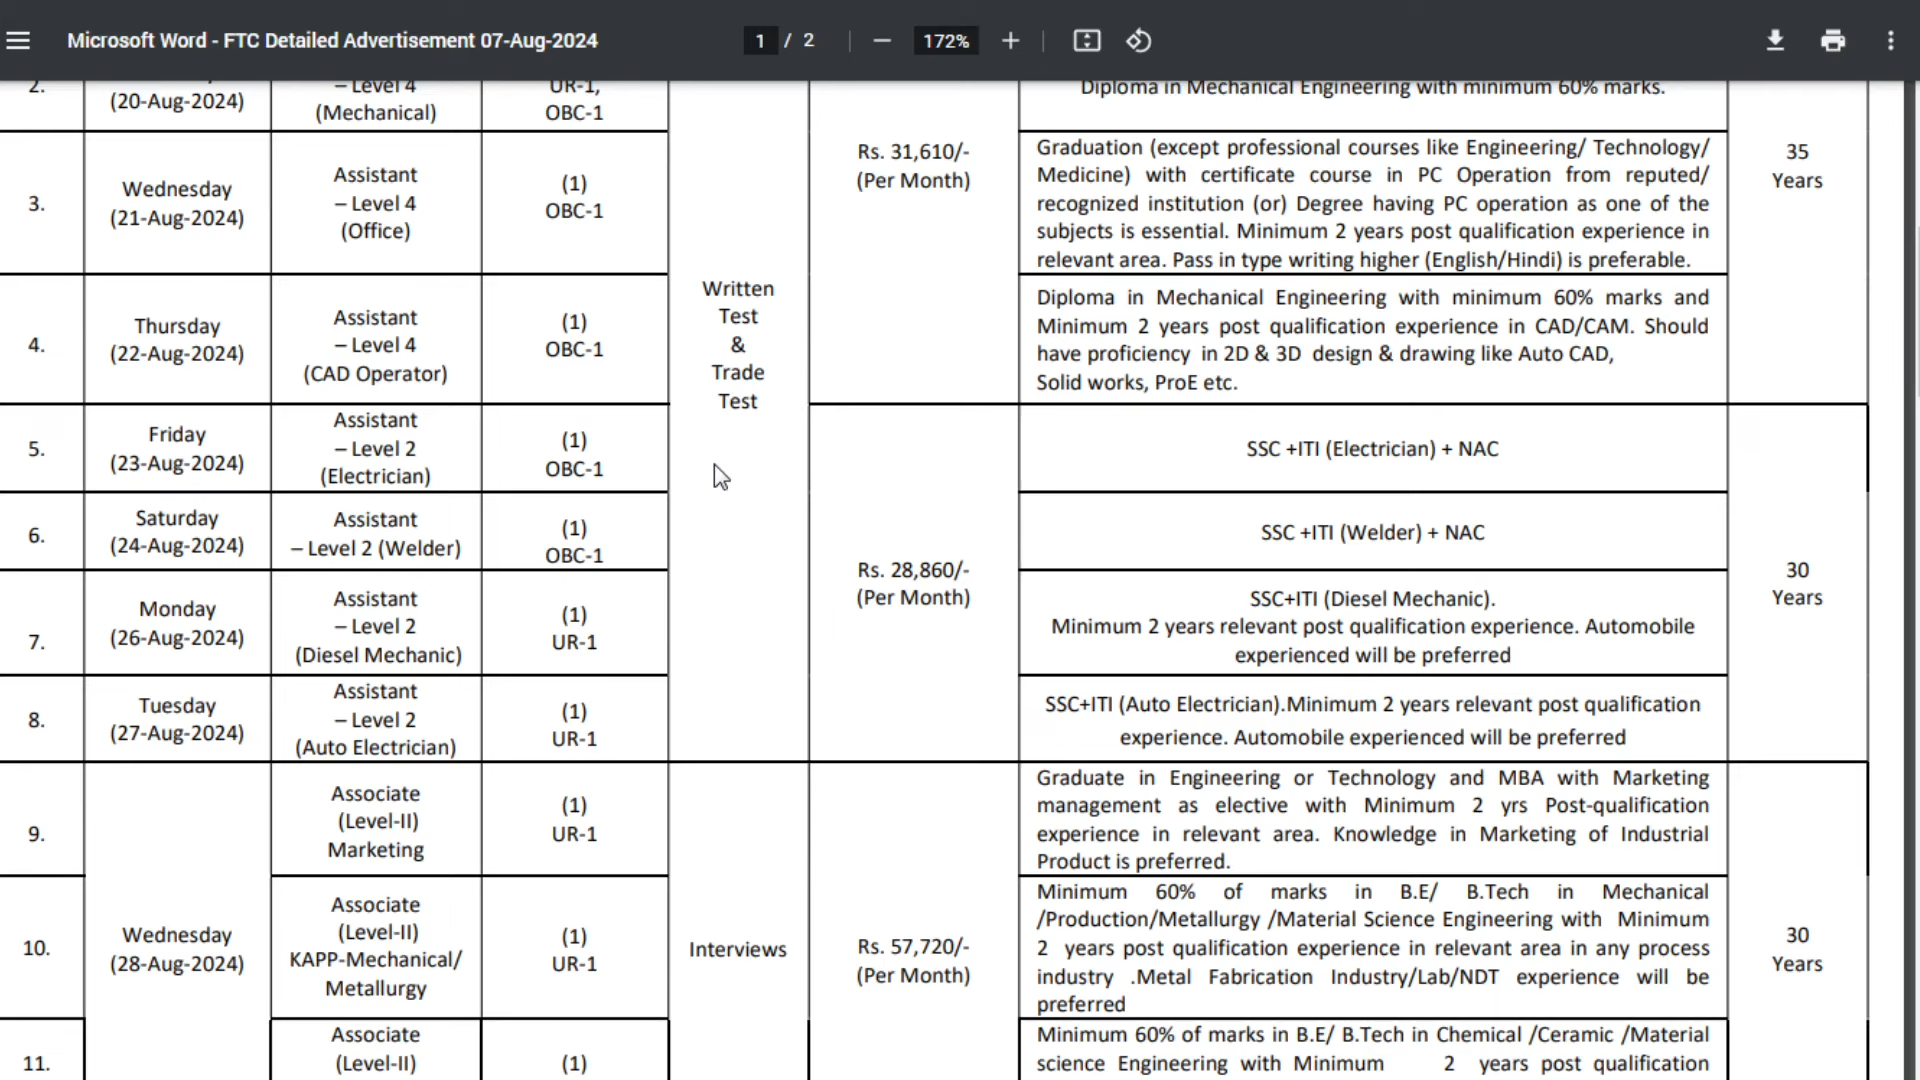 Microsoft Word - FTC Detailed Advertisement 07-Aug-2024
1 / 2
172%
2.
(20-Aug-2024)
– Level 4
(Mechanical)
UR-1,
OBC-1
Diploma in Mechanical Engineering with minimum 60% marks.
3.
Wednesday
(21-Aug-2024)
Assistant
– Level 4
(Office)
(1)
OBC-1
Rs. 31,610/-
(Per Month)
Graduation (except professional courses like Engineering/ Technology/
Medicine) with certificate course in PC Operation from reputed/
recognized institution (or) Degree having PC operation as one of the
subjects is essential. Minimum 2 years post qualification experience in
relevant area. Pass in type writing higher (English/Hindi) is preferable.
35
Years
4.
Thursday
(22-Aug-2024)
Assistant
– Level 4
(CAD Operator)
(1)
OBC-1
Written
Test
&
Trade
Test
Diploma in Mechanical Engineering with minimum 60% marks and
Minimum 2 years post qualification experience in CAD/CAM. Should
have proficiency in 2D & 3D design & drawing like Auto CAD,
Solid works, ProE etc.
5.
Friday
(23-Aug-2024)
Assistant
– Level 2
(Electrician)
(1)
OBC-1
SSC +ITI (Electrician) + NAC
6.
Saturday
(24-Aug-2024)
Assistant
– Level 2 (Welder)
(1)
OBC-1
SSC +ITI (Welder) + NAC
7.
Monday
(26-Aug-2024)
Assistant
– Level 2
(Diesel Mechanic)
(1)
UR-1
Rs. 28,860/-
(Per Month)
SSC+ITI (Diesel Mechanic).
Minimum 2 years relevant post qualification experience. Automobile
experienced will be preferred
30
Years
8.
Tuesday
(27-Aug-2024)
Assistant
– Level 2
(Auto Electrician)
(1)
UR-1
SSC+ITI (Auto Electrician).Minimum 2 years relevant post qualification
experience. Automobile experienced will be preferred
9.
Associate
(Level-II)
Marketing
(1)
UR-1
Graduate in Engineering or Technology and MBA with Marketing
management as elective with Minimum 2 yrs Post-qualification
experience in relevant area. Knowledge in Marketing of Industrial
Product is preferred.
10.
Wednesday
(28-Aug-2024)
Associate
(Level-II)
KAPP-Mechanical/
Metallurgy
(1)
UR-1
Interviews
Rs. 57,720/-
(Per Month)
Minimum 60% of marks in B.E/ B.Tech in Mechanical
/Production/Metallurgy /Material Science Engineering with Minimum
2 years post qualification experience in relevant area in any process
industry .Metal Fabrication Industry/Lab/NDT experience will be
preferred
30
Years
11.
Associate
(Level-II)
(1)
Minimum 60% of marks in B.E/ B.Tech in Chemical /Ceramic /Material
science Engineering with Minimum 2 years post qualification